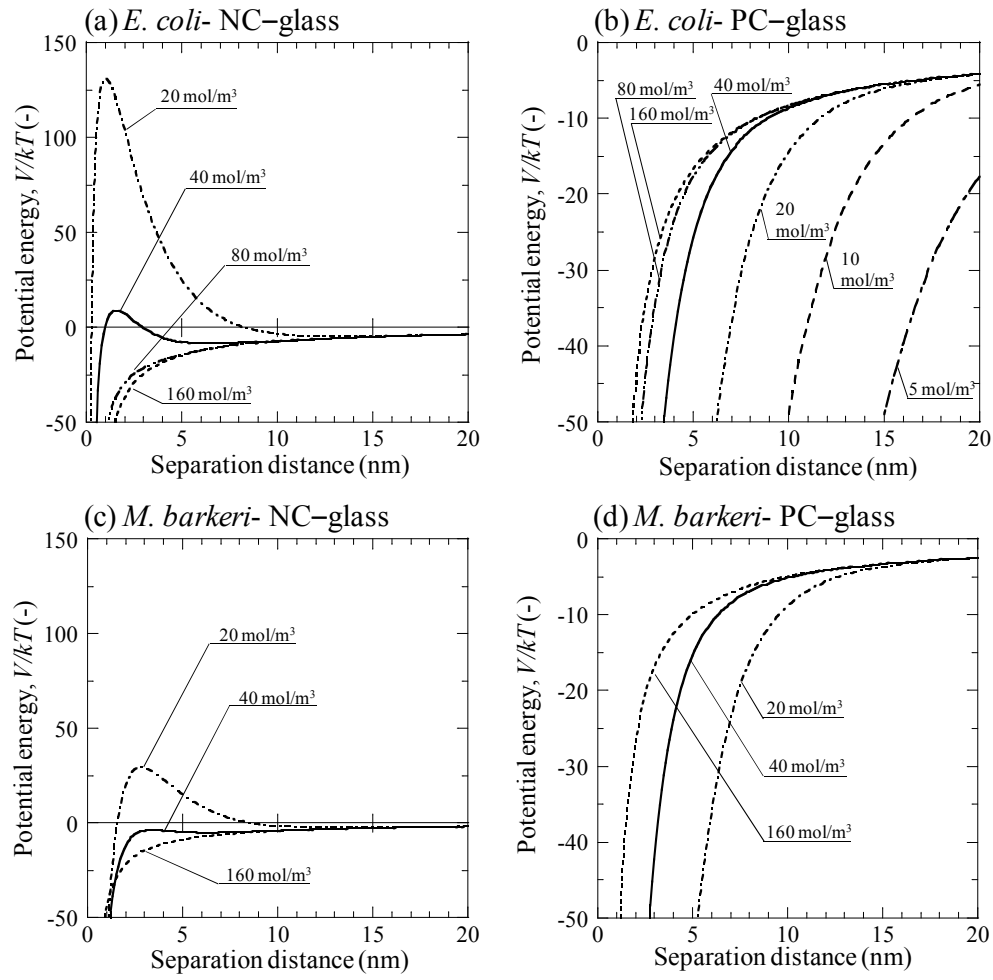 (a) E. coli- NC−glass
150
100
50
0
-50
0
5
10
15
20
Potential energy, V/kT (-)
Separation distance (nm)
20 mol/m³
40 mol/m³
80 mol/m³
160 mol/m³
(b) E. coli- PC−glass
0
-10
-20
-30
-40
-50
0
5
10
15
20
Potential energy, V/kT (-)
Separation distance (nm)
80 mol/m³
160 mol/m³
40 mol/m³
20
mol/m³
10
mol/m³
5 mol/m³
(c) M. barkeri- NC−glass
150
100
50
0
-50
0
5
10
15
20
Potential energy, V/kT (-)
Separation distance (nm)
20 mol/m³
40 mol/m³
160 mol/m³
(d) M. barkeri- PC−glass
0
-10
-20
-30
-40
-50
0
5
10
15
20
Potential energy, V/kT (-)
Separation distance (nm)
20 mol/m³
40 mol/m³
160 mol/m³